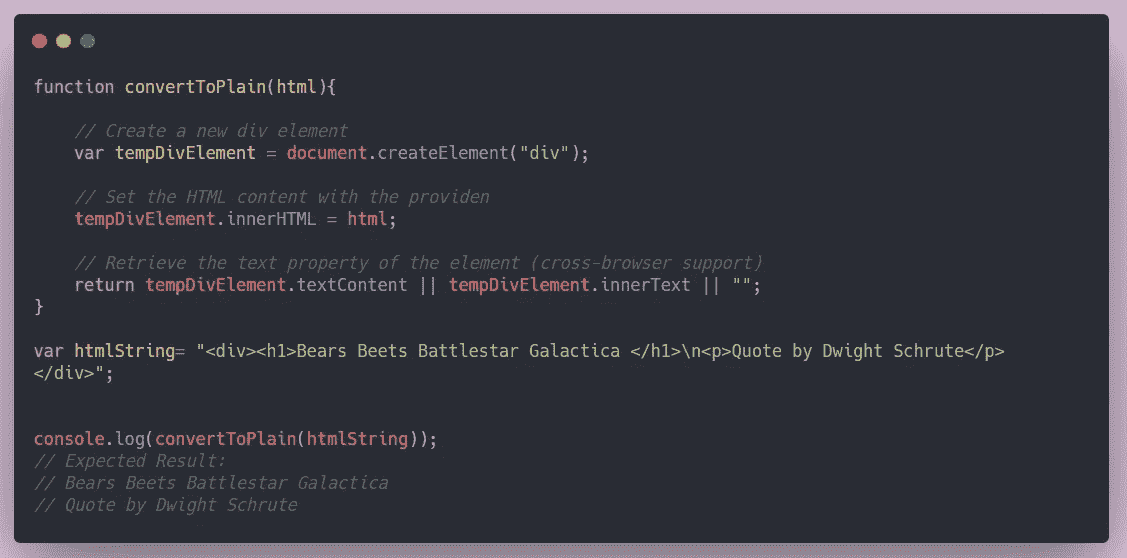 function convertToPlain(html){
// Create a new div element
var tempDivElement = document.createElement("div");
// Set the HTML content with the providen
tempDivElement.innerHTML = html;
// Retrieve the text property of the element (cross-browser support)
return tempDivElement.textContent || tempDivElement.innerText || "";
}
var htmlString= "<div><h1>Bears Beets Battlestar Galactica </h1>\n<p>Quote by Dwight Schrute</p>
</div>";
console.log(convertToPlain(htmlString));
// Expected Result:
// Bears Beets Battlestar Galactica
// Quote by Dwight Schrute